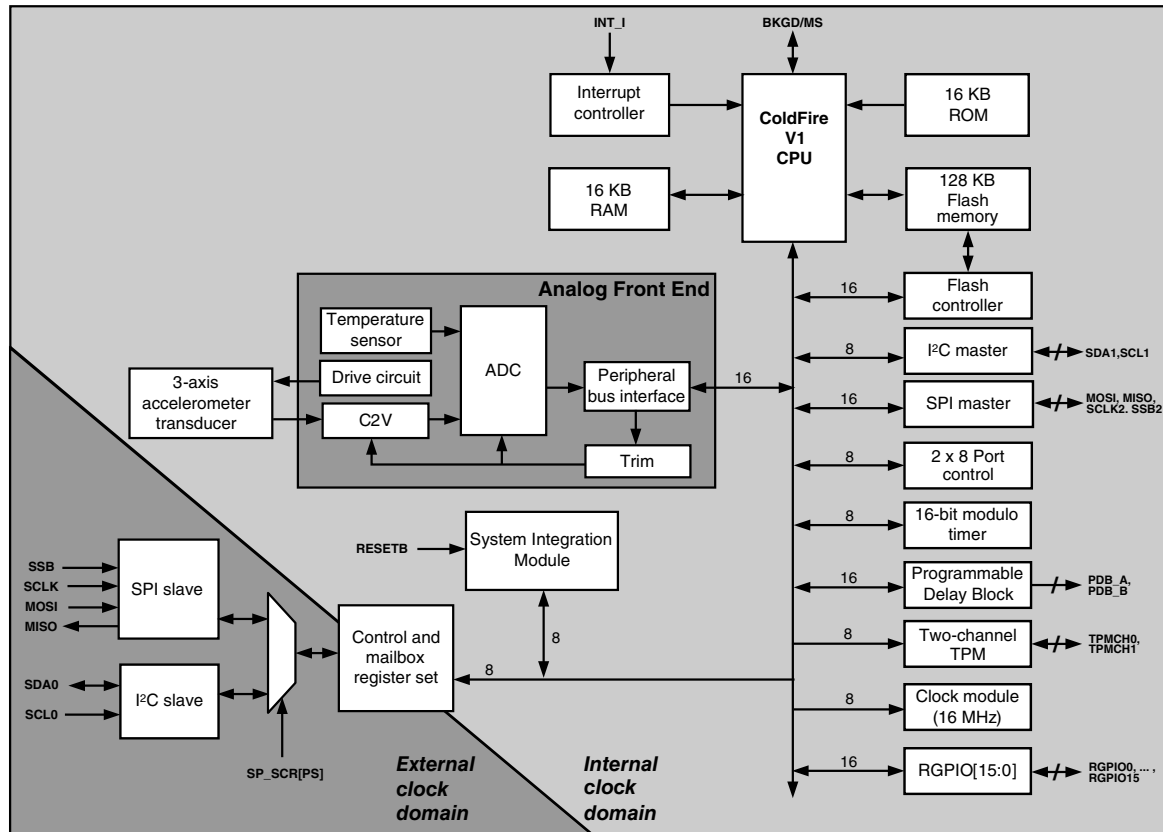 INT_I
BKGD/MS
Interrupt
controller
ColdFire
V1
CPU
16 KB
ROM
16 KB
RAM
128 KB
Flash
memory
Analog Front End
16
Flash
controller
Temperature
sensor
ADC
8
I²C master
SDA1,SCL1
3-axis
accelerometer
transducer
Drive circuit
Peripheral
bus interface
16
16
SPI master
MOSI, MISO,
SCLK2. SSB2
C2V
Trim
8
2 x 8 Port
control
RESETB
System Integration
Module
8
16-bit modulo
timer
SSB
SCLK
MOSI
MISO
SPI slave
16
Programmable
Delay Block
PDB_A,
PDB_B
8
Control and
mailbox
register set
8
8
Two-channel
TPM
TPMCH0,
TPMCH1
SDA0
SCL0
I²C slave
8
Clock module
(16 MHz)
SP_SCR[PS]
External
clock
domain
Internal
clock
domain
16
RGPIO[15:0]
RGPIO0, ... ,
RGPIO15